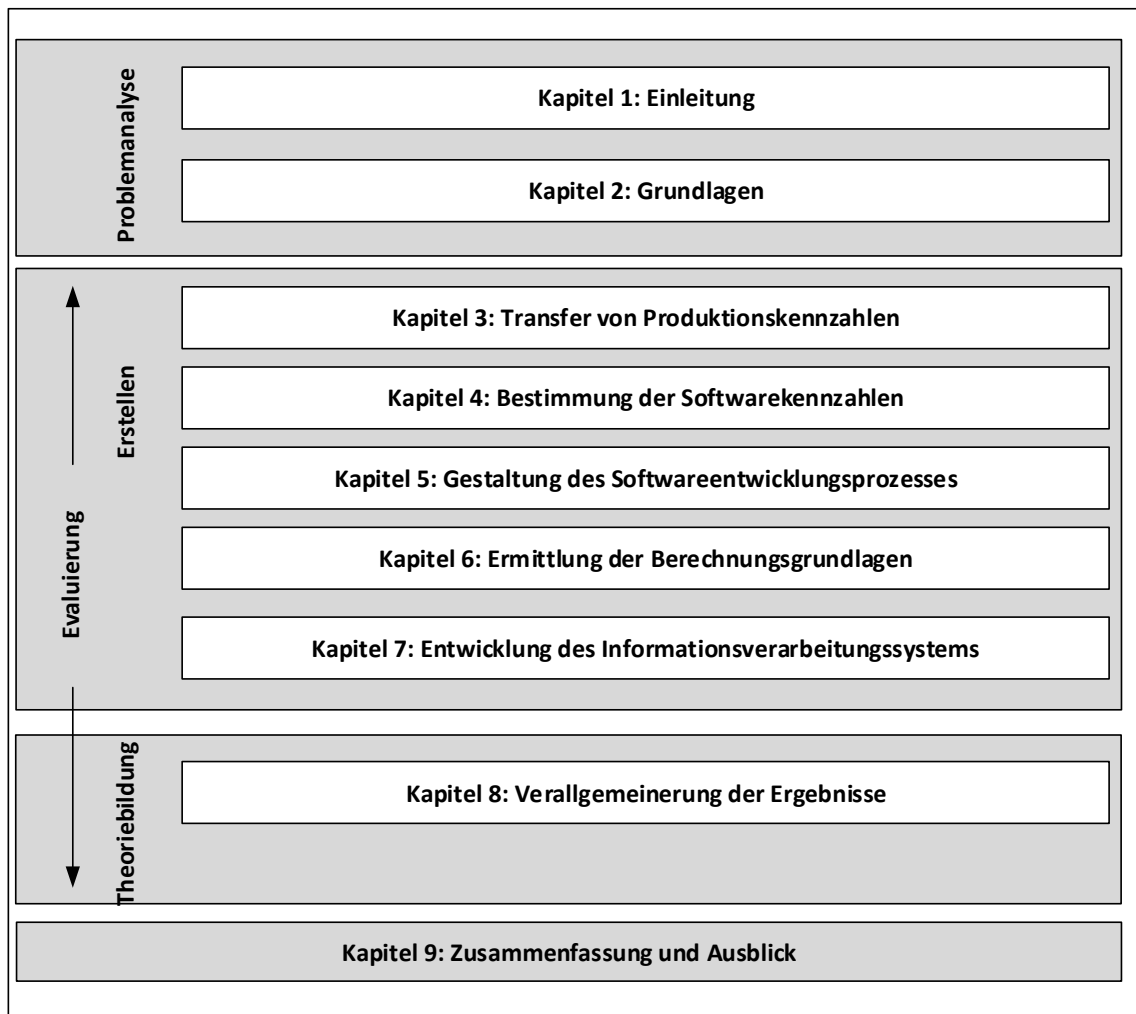 Problemanalyse
Kapitel 1: Einleitung
Kapitel 2: Grundlagen
Evaluierung
Erstellen
Kapitel 3: Transfer von Produktionskennzahlen
Kapitel 4: Bestimmung der Softwarekennzahlen
Kapitel 5: Gestaltung des Softwareentwicklungsprozesses
Kapitel 6: Ermittlung der Berechnungsgrundlagen
Kapitel 7: Entwicklung des Informationsverarbeitungssystems
Theoriebildung
Kapitel 8: Verallgemeinerung der Ergebnisse
Kapitel 9: Zusammenfassung und Ausblick